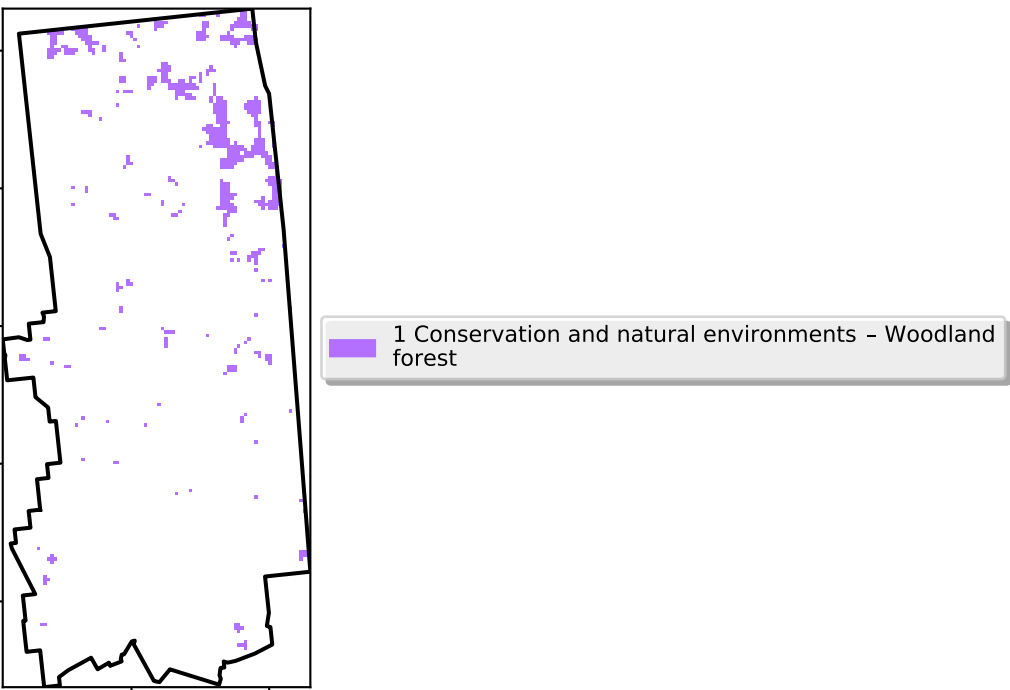 1 Conservation and natural environments – Woodland
forest